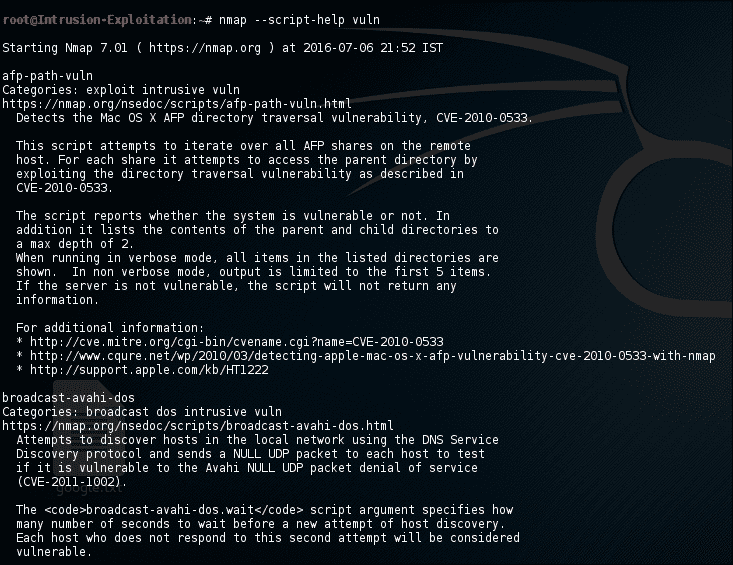 root@Intrusion-Exploitation:~# nmap --script-help vuln
Starting Nmap 7.01 ( https://nmap.org ) at 2016-07-06 21:52 IST
afp-path-vuln
Categories: exploit intrusive vuln
https://nmap.org/nsedoc/scripts/afp-path-vuln.html
Detects the Mac OS X AFP directory traversal vulnerability, CVE-2010-0533.
This script attempts to iterate over all AFP shares on the remote
host. For each share it attempts to access the parent directory by
exploiting the directory traversal vulnerability as described in
CVE-2010-0533.
The script reports whether the system is vulnerable or not. In
addition it lists the contents of the parent and child directories to
a max depth of 2.
When running in verbose mode, all items in the listed directories are
shown.  In non verbose mode, output is limited to the first 5 items.
If the server is not vulnerable, the script will not return any
information.
For additional information:
* http://cve.mitre.org/cgi-bin/cvename.cgi?name=CVE-2010-0533
* http://www.cqure.net/wp/2010/03/detecting-apple-mac-os-x-afp-vulnerability-cve-2010-0533-with-nmap
* http://support.apple.com/kb/HT1222
broadcast-avahi-dos
Categories: broadcast dos intrusive vuln
https://nmap.org/nsedoc/scripts/broadcast-avahi-dos.html
Attempts to discover hosts in the local network using the DNS Service
Discovery protocol and sends a NULL UDP packet to each host to test
if it is vulnerable to the Avahi NULL UDP packet denial of service
(CVE-2011-1002).
google.txt
The <code>broadcast-avahi-dos.wait</code> script argument specifies how
many number of seconds to wait before a new attempt of host discovery.
Each host who does not respond to this second attempt will be considered
vulnerable.